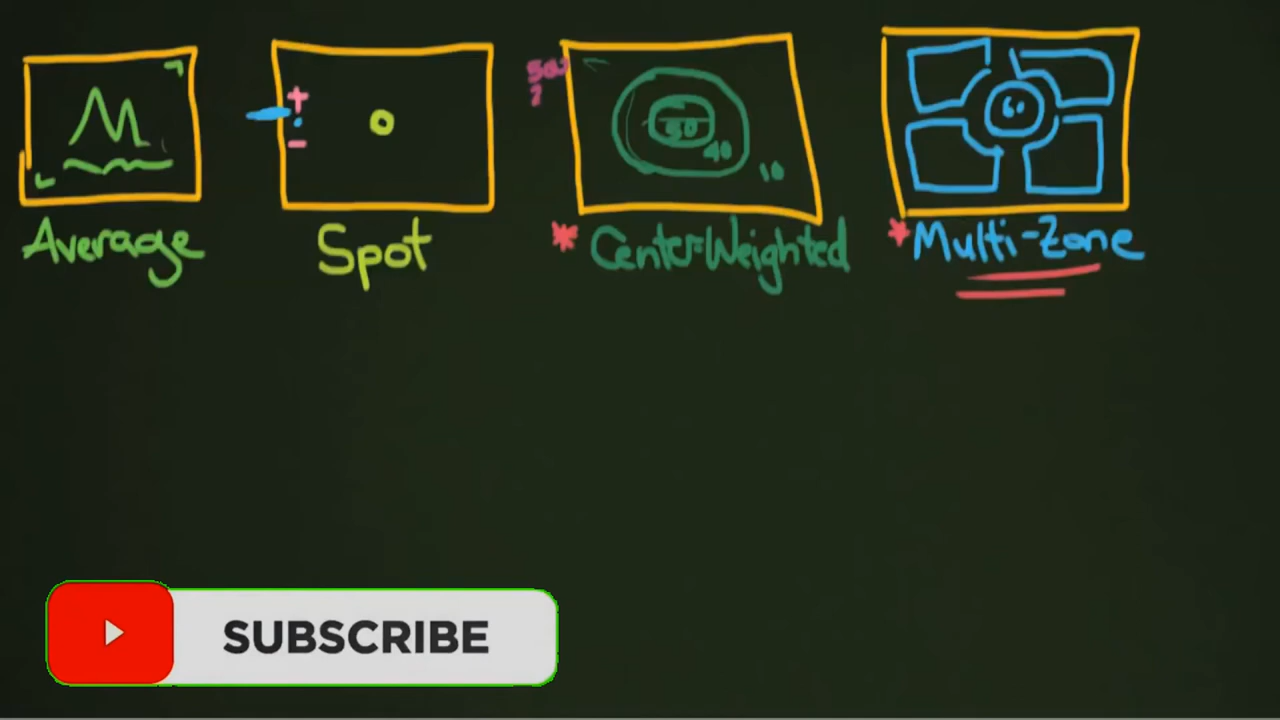 +
-
50
40
10
60
Average
Spot
* Center-Weighted
* Multi-Zone
SUBSCRIBE